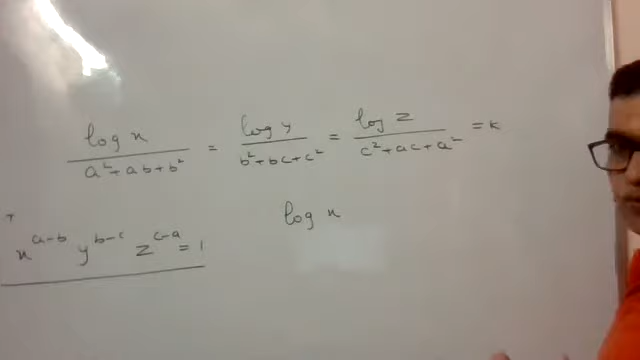 log x / a² + ab + b² = log y / b² + bc + c² = log z / c² + ac + a² = k
log x
x^(a-b) y^(b-c) z^(c-a) = 1